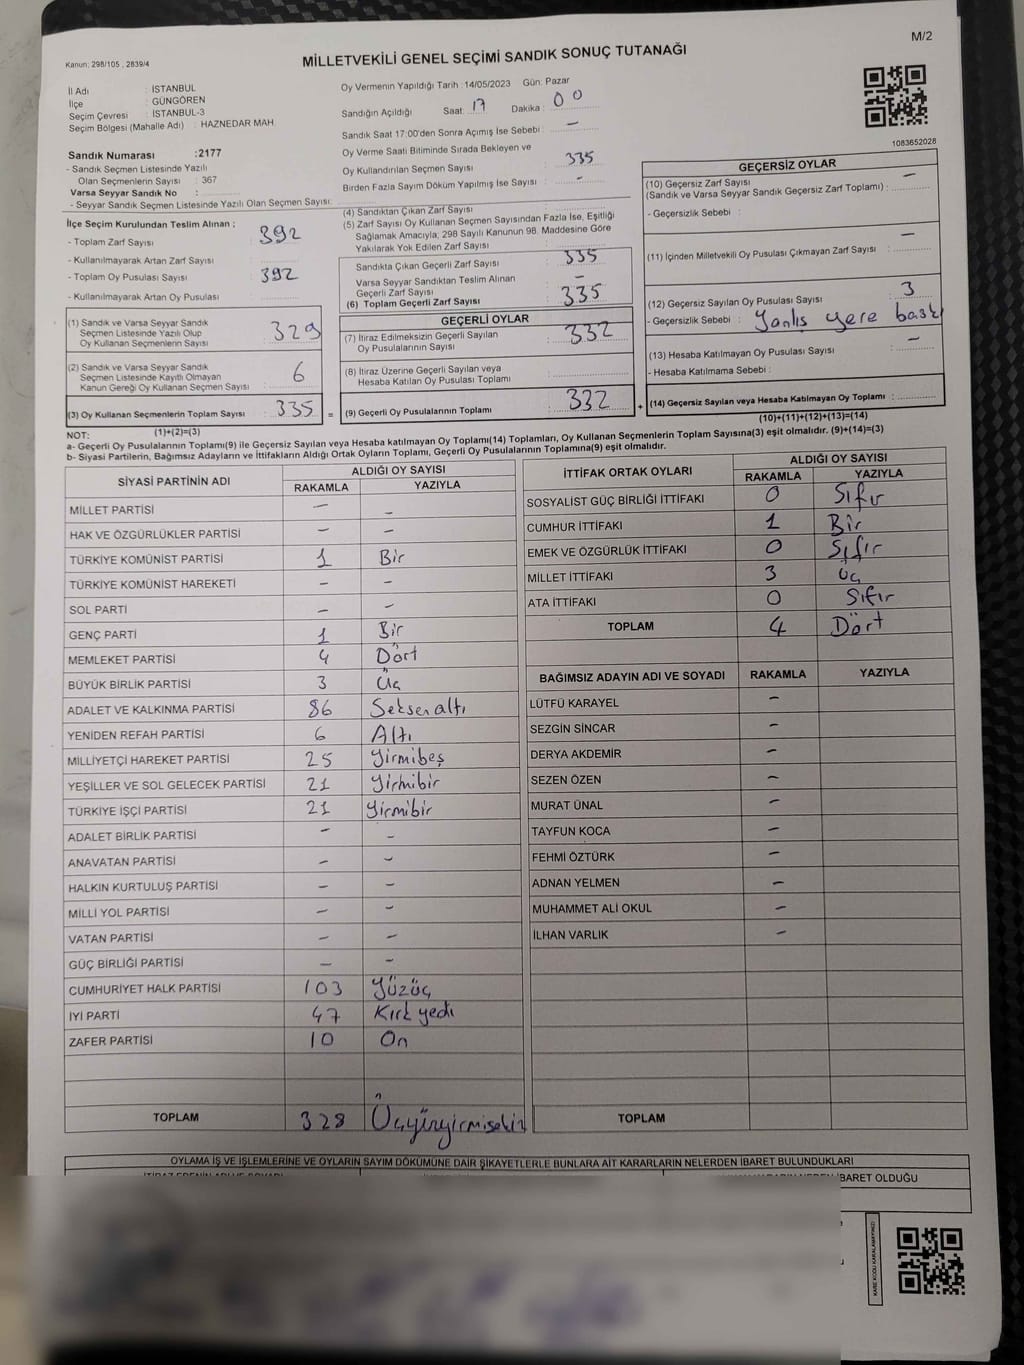 M/2
Kanun: 298/105 , 2839/4
MİLLETVEKİLİ GENEL SEÇİMİ SANDIK SONUÇ TUTANAĞI
İl Adı : İSTANBUL
İlçe : GÜNGÖREN
Seçim Çevresi : İSTANBUL-3
Seçim Bölgesi (Mahalle Adı) : HAZNEDAR MAH.
Sandık Numarası :2177
- Sandık Seçmen Listesinde Yazılı
Olan Seçmenlerin Sayısı : 367
Varsa Seyyar Sandık No :
- Seyyar Sandık Seçmen Listesinde Yazılı Olan Seçmen Sayısı:
Oy Vermenin Yapıldığı Tarih :14/05/2023 Gün: Pazar
Sandığın Açıldığı Saat: 17 Dakika : 00
Sandık Saat 17:00'den Sonra Açımış İse Sebebi : -
Oy Verme Saati Bitiminde Sırada Bekleyen ve
Oy Kullandırılan Seçmen Sayısı : 335
Birden Fazla Sayım Döküm Yapılmış İse Sayısı : -
1083652028
İlçe Seçim Kurulundan Teslim Alınan ;
- Toplam Zarf Sayısı : 392
- Kullanılmayarak Artan Zarf Sayısı :
- Toplam Oy Pusulası Sayısı : 392
- Kullanılmayarak Artan Oy Pusulası :
(1) Sandık ve Varsa Seyyar Sandık
Seçmen Listesinde Yazılı Olup
Oy Kullanan Seçmenlerin Sayısı : 329
(2) Sandık ve Varsa Seyyar Sandık
Seçmen Listesinde Kayıtlı Olmayan
Kanun Gereği Oy Kullanan Seçmen Sayısı : 6
(3) Oy Kullanan Seçmenlerin Toplam Sayısı : 335 =
(1)+(2)=(3)
(4) Sandıktan Çıkan Zarf Sayısı :
(5) Zarf Sayısı Oy Kullanan Seçmen Sayısından Fazla İse, Eşitliği
Sağlamak Amacıyla, 298 Sayılı Kanunun 98. Maddesine Göre
Yakılarak Yok Edilen Zarf Sayısı :
Sandıkta Çıkan Geçerli Zarf Sayısı : 335
Varsa Seyyar Sandıktan Teslim Alınan
Geçerli Zarf Sayısı : -
(6) Toplam Geçerli Zarf Sayısı : 335
GEÇERLİ OYLAR
(7) İtiraz Edilmeksizin Geçerli Sayılan
Oy Pusulalarının Sayısı : 332
(8) İtiraz Üzerine Geçerli Sayılan veya
Hesaba Katılan Oy Pusulası Toplamı :
(9) Geçerli Oy Pusulalarının Toplamı : 332 +
GEÇERSİZ OYLAR
(10) Geçersiz Zarf Sayısı
(Sandık ve Varsa Seyyar Sandık Geçersiz Zarf Toplamı) : -
- Geçersizlik Sebebi :
(11) İçinden Milletvekili Oy Pusulası Çıkmayan Zarf Sayısı : -
(12) Geçersiz Sayılan Oy Pusulası Sayısı : 3
- Geçersizlik Sebebi : Yanlış yere baskı
(13) Hesaba Katılmayan Oy Pusulası Sayısı : -
- Hesaba Katılmama Sebebi :
(14) Geçersiz Sayılan veya Hesaba Katılmayan Oy Toplamı :
(10)+(11)+(12)+(13)=(14)
NOT:
a- Geçerli Oy Pusulalarının Toplamı(9) ile Geçersiz Sayılan veya Hesaba katılmayan Oy Toplamı(14) Toplamları, Oy Kullanan Seçmenlerin Toplam Sayısına(3) eşit olmalıdır. (9)+(14)=(3)
b- Siyasi Partilerin, Bağımsız Adayların ve İttifakların Aldığı Ortak Oyların Toplamı, Geçerli Oy Pusulalarının Toplamına(9) eşit olmalıdır.
SİYASİ PARTİNİN ADI ALDIĞI OY SAYISI
RAKAMLA YAZIYLA
MİLLET PARTİSİ - -
HAK VE ÖZGÜRLÜKLER PARTİSİ - -
TÜRKİYE KOMÜNİST PARTİSİ 1 Bir
TÜRKİYE KOMÜNİST HAREKETİ - -
SOL PARTİ - -
GENÇ PARTİ 1 Bir
MEMLEKET PARTİSİ 4 Dört
BÜYÜK BİRLİK PARTİSİ 3 Üç
ADALET VE KALKINMA PARTİSİ 86 Seksenaltı
YENİDEN REFAH PARTİSİ 6 Altı
MİLLİYETÇİ HAREKET PARTİSİ 25 Yirmibeş
YEŞİLLER VE SOL GELECEK PARTİSİ 21 Yirmibir
TÜRKİYE İŞÇİ PARTİSİ 21 Yirmibir
ADALET BİRLİK PARTİSİ - -
ANAVATAN PARTİSİ - -
HALKIN KURTULUŞ PARTİSİ - -
MİLLİ YOL PARTİSİ - -
VATAN PARTİSİ - -
GÜÇ BİRLİĞİ PARTİSİ - -
CUMHURİYET HALK PARTİSİ 103 Yüzüç
İYİ PARTİ 47 Kırk yedi
ZAFER PARTİSİ 10 On
TOPLAM 328 Üçyüzyirmisekiz
İTTİFAK ORTAK OYLARI ALDIĞI OY SAYISI
RAKAMLA YAZIYLA
SOSYALİST GÜÇ BİRLİĞİ İTTİFAKI 0 Sıfır
CUMHUR İTTİFAKI 1 Bir
EMEK VE ÖZGÜRLÜK İTTİFAKI 0 Sıfır
MİLLET İTTİFAKI 3 Üç
ATA İTTİFAKI 0 Sıfır
TOPLAM 4 Dört
BAĞIMSIZ ADAYIN ADI VE SOYADI RAKAMLA YAZIYLA
LÜTFÜ KARAYEL -
SEZGİN SİNCAR -
DERYA AKDEMİR -
SEZEN ÖZEN -
MURAT ÜNAL -
TAYFUN KOCA -
FEHMİ ÖZTÜRK -
ADNAN YELMEN -
MUHAMMET ALİ OKUL -
İLHAN VARLIK -
TOPLAM
OYLAMA İŞ VE İŞLEMLERİNE VE OYLARIN SAYIM DÖKÜMÜNE DAİR ŞİKAYETLERLE BUNLARA AİT KARARLARIN NELERDEN İBARET BULUNDUKLARI
İBARET OLDUĞU
KARE KODU KARALAMAYINIZ!